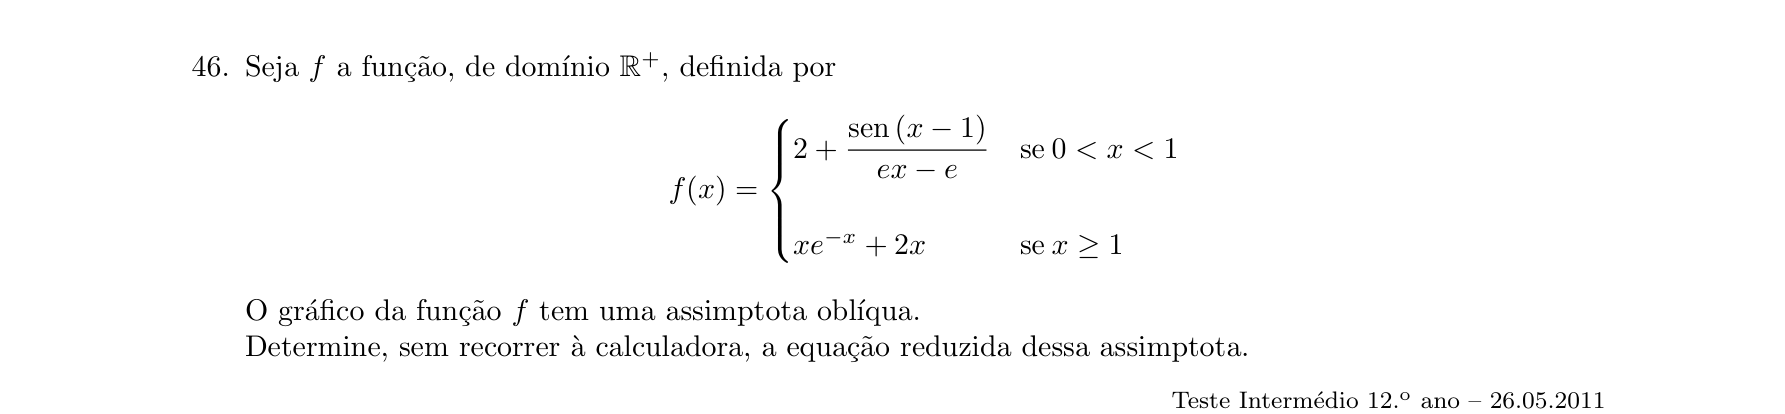 46. Seja f a função, de domínio ℝ⁺, definida por
f(x) = { 2 + sen (x − 1) / (ex − e) se 0 < x < 1
xe⁻ˣ + 2x se x ≥ 1
O gráfico da função f tem uma assimptota oblíqua.
Determine, sem recorrer à calculadora, a equação reduzida dessa assimptota.
Teste Intermédio 12.º ano – 26.05.2011